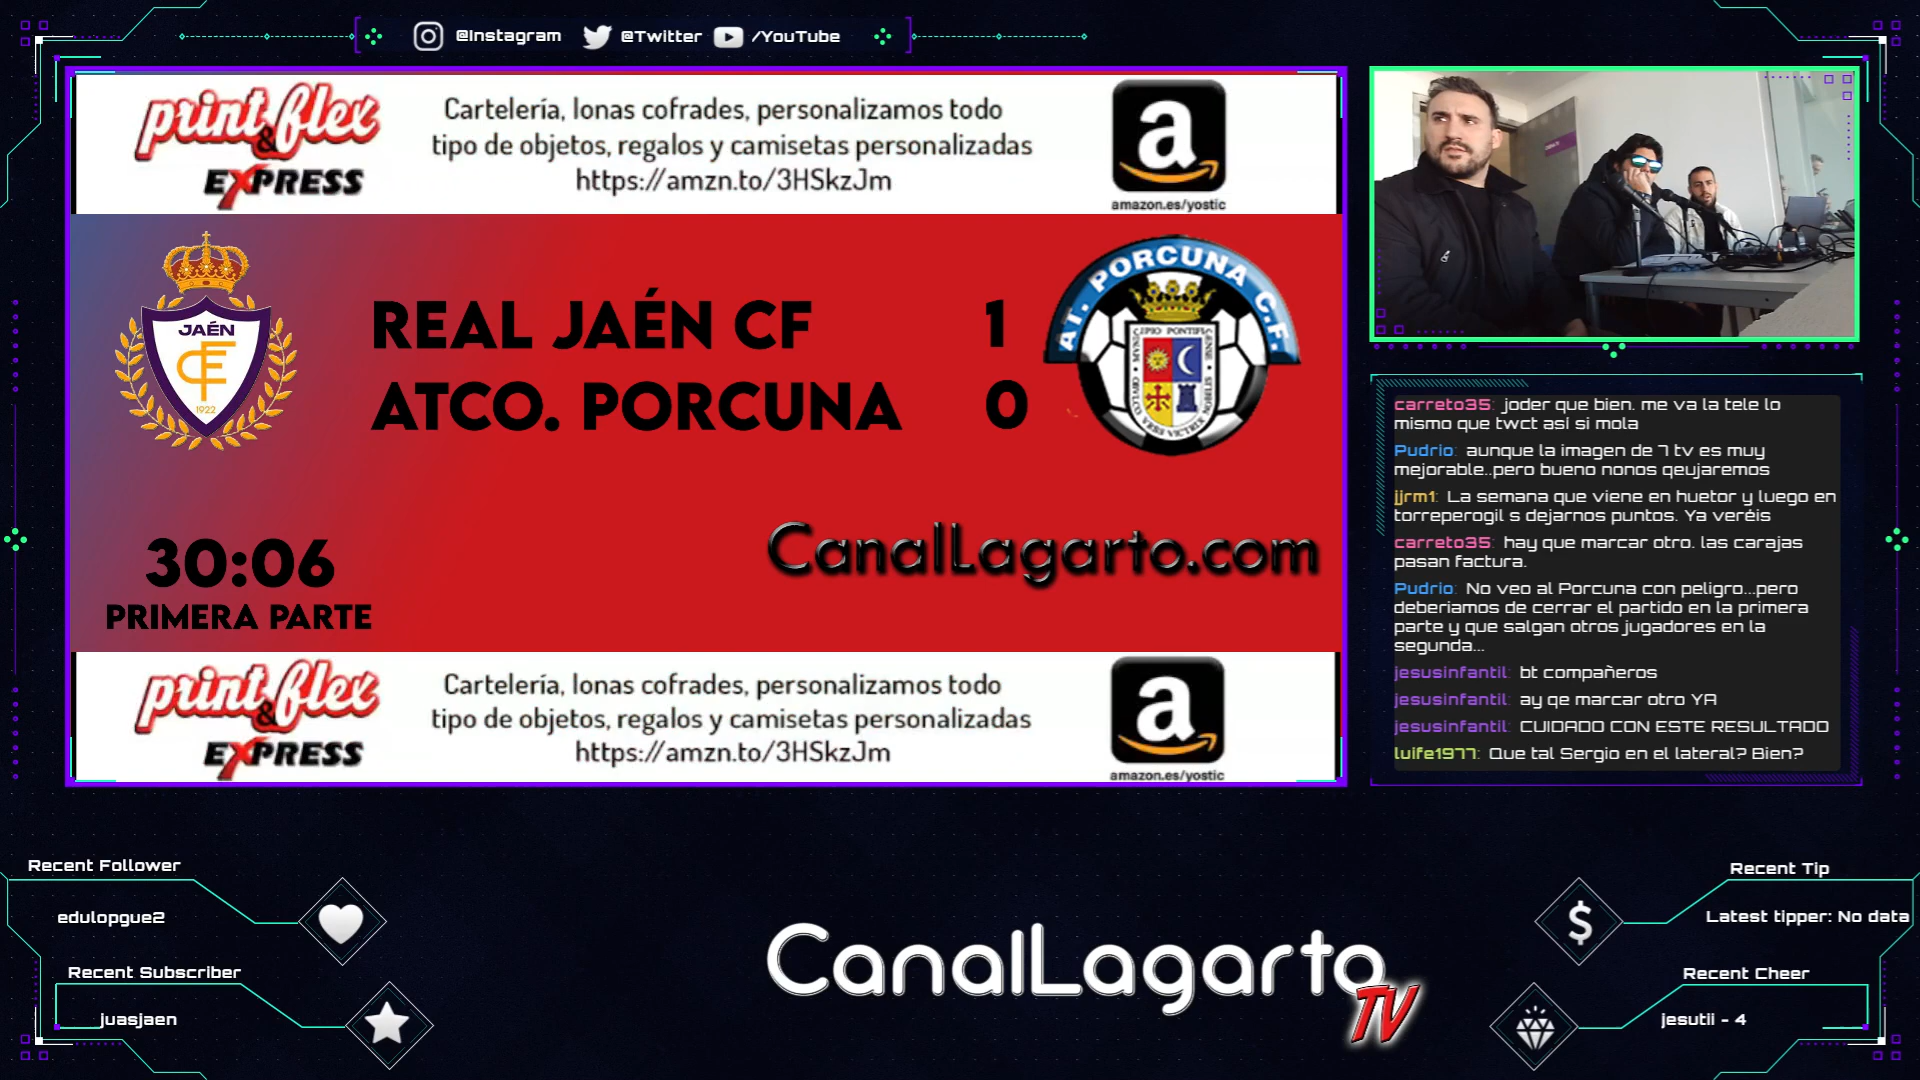 @Instagram @Twitter /YouTube
print&flex
EXPRESS
Cartelería, lonas cofrades, personalizamos todo
tipo de objetos, regalos y camisetas personalizadas
https://amzn.to/3HSkzJm
a
amazon.es/yostic
JAÉN
CF
1922
REAL JAÉN CF 1
ATCO. PORCUNA 0
AT. PORCUNA C.F.
30:06
PRIMERA PARTE
CanalLagarto.com
print&flex
EXPRESS
Cartelería, lonas cofrades, personalizamos todo
tipo de objetos, regalos y camisetas personalizadas
https://amzn.to/3HSkzJm
a
amazon.es/yostic
carreto35: joder que bien. me va la tele lo
mismo que twct así si mola
Pudrio: aunque la imagen de 7 tv es muy
mejorable..pero bueno nonos qeujaremos
jjrm1: La semana que viene en huetor y luego en
torreperogil s dejarnos puntos. Ya veréis
carreto35: hay que marcar otro. las carajas
pasan factura.
Pudrio: No veo al Porcuna con peligro...pero
deberiamos de cerrar el partido en la primera
parte y que salgan otros jugadores en la
segunda...
jesusinfantil: bt compañeros
jesusinfantil: ay qe marcar otro YA
jesusinfantil: CUIDADO CON ESTE RESULTADO
luife1977: Que tal Sergio en el lateral? Bien?
Recent Follower
edulopgue2
Recent Subscriber
juasjaen
CanalLagarto
TV
Recent Tip
Latest tipper: No data
Recent Cheer
jesutii - 4